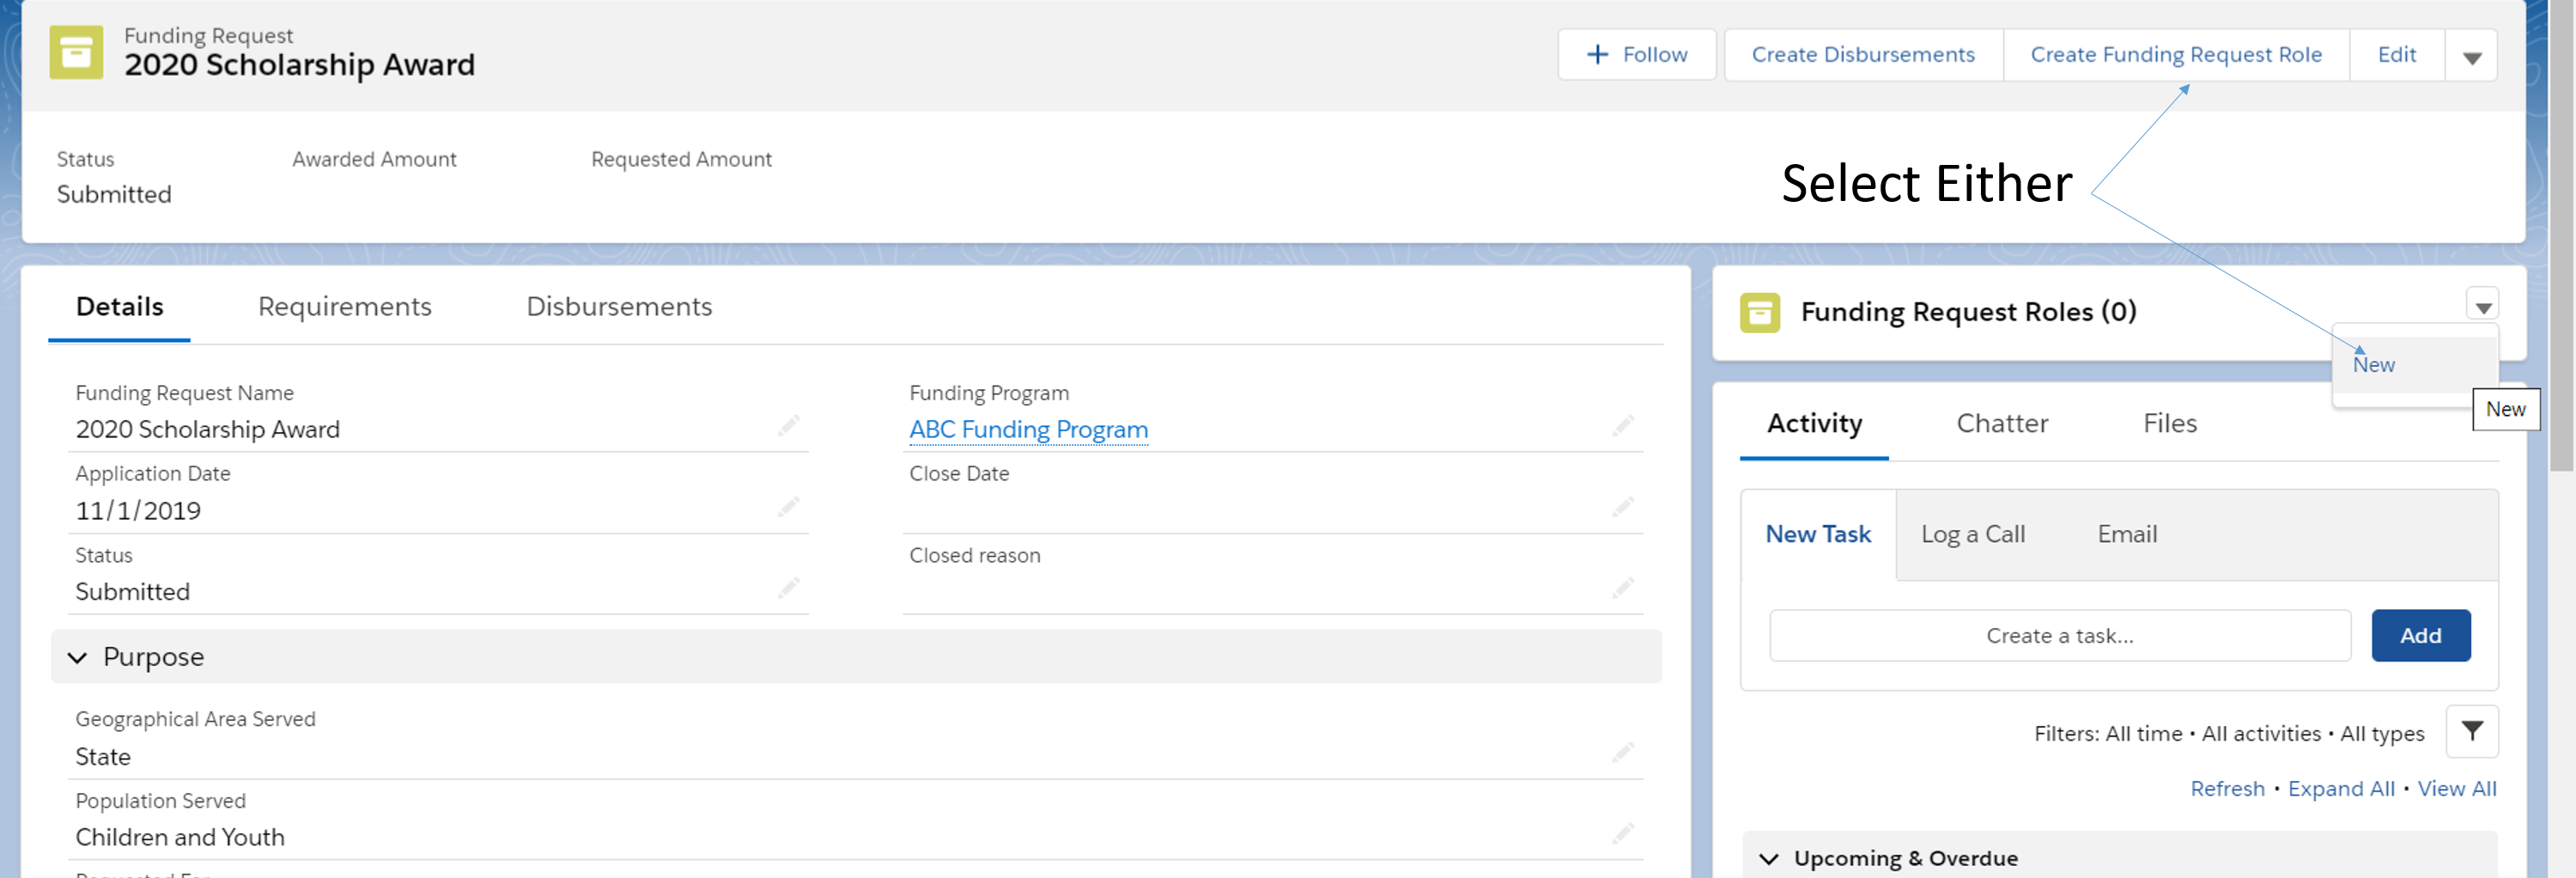 Funding Request
2020 Scholarship Award
Follow
Create Disbursements
Create Funding Request Role
Edit
Status
Awarded Amount
Requested Amount
Submitted
Select Either
Details
Requirements
Disbursements
Funding Request Roles (0)
New
New
Funding Request Name
2020 Scholarship Award
Funding Program
ABC Funding Program
Application Date
11/1/2019
Close Date
Status
Submitted
Closed reason
Purpose
Geographical Area Served
State
Population Served
Children and Youth
Requested For
Activity
Chatter
Files
New Task
Log a Call
Email
Create a task...
Add
Filters: All time • All activities • All types
Refresh • Expand All • View All
Upcoming & Overdue